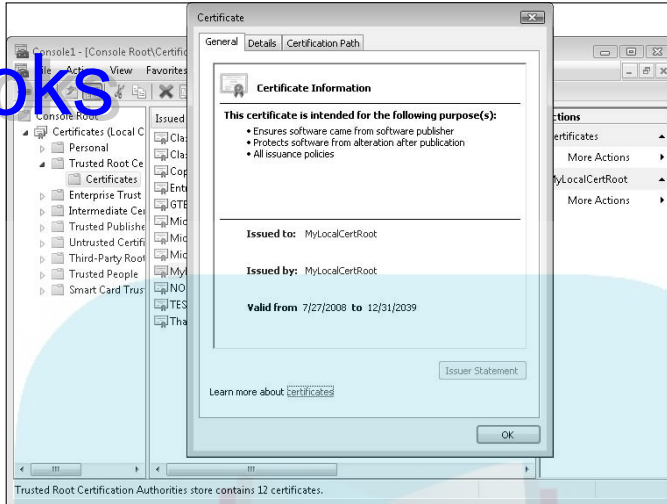 Certificate
General Details Certification Path
Console1 - [Console Root\Certific
File Action View Favorites
oks
Console Root
Certificates (Local C
Personal
Trusted Root Ce
Certificates
Enterprise Trust
Intermediate Cer
Trusted Publishe
Untrusted Certifi
Third-Party Root
Trusted People
Smart Card Trus
Issued
Cla
Cla
Cop
Entr
GTE
Mic
Mic
Mic
MyL
NO
TES
Tha
Certificate Information
This certificate is intended for the following purpose(s):
• Ensures software came from software publisher
• Protects software from alteration after publication
• All issuance policies
Issued to: MyLocalCertRoot
Issued by: MyLocalCertRoot
Valid from 7/27/2008 to 12/31/2039
Issuer Statement
Learn more about certificates
OK
ctions
ertificates
More Actions
MyLocalCertRoot
More Actions
Trusted Root Certification Authorities store contains 12 certificates.